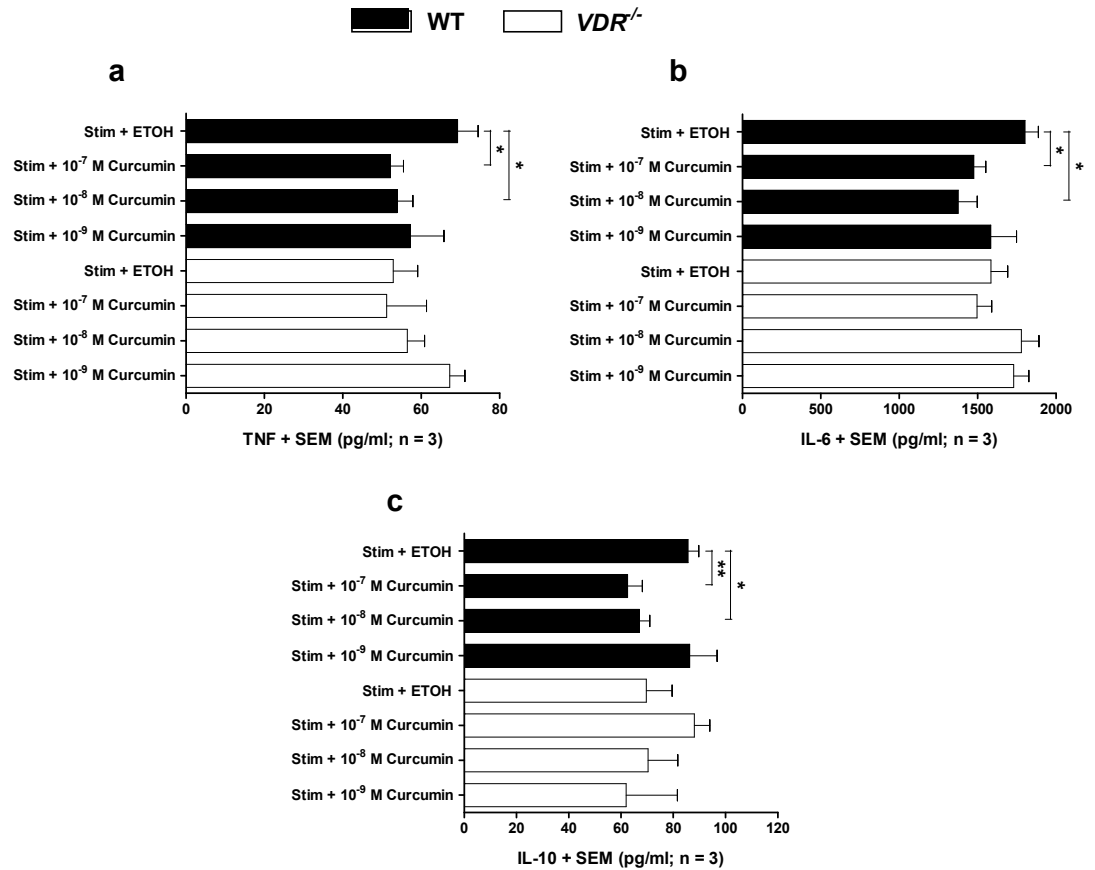 WT VDR-/-
a
Stim + ETOH
Stim + 10-7 M Curcumin
Stim + 10-8 M Curcumin
Stim + 10-9 M Curcumin
Stim + ETOH
Stim + 10-7 M Curcumin
Stim + 10-8 M Curcumin
Stim + 10-9 M Curcumin
* *
0 20 40 60 80
TNF + SEM (pg/ml; n = 3)
b
Stim + ETOH
Stim + 10-7 M Curcumin
Stim + 10-8 M Curcumin
Stim + 10-9 M Curcumin
Stim + ETOH
Stim + 10-7 M Curcumin
Stim + 10-8 M Curcumin
Stim + 10-9 M Curcumin
* *
0 500 1000 1500 2000
IL-6 + SEM (pg/ml; n = 3)
c
Stim + ETOH
Stim + 10-7 M Curcumin
Stim + 10-8 M Curcumin
Stim + 10-9 M Curcumin
Stim + ETOH
Stim + 10-7 M Curcumin
Stim + 10-8 M Curcumin
Stim + 10-9 M Curcumin
** *
0 20 40 60 80 100 120
IL-10 + SEM (pg/ml; n = 3)